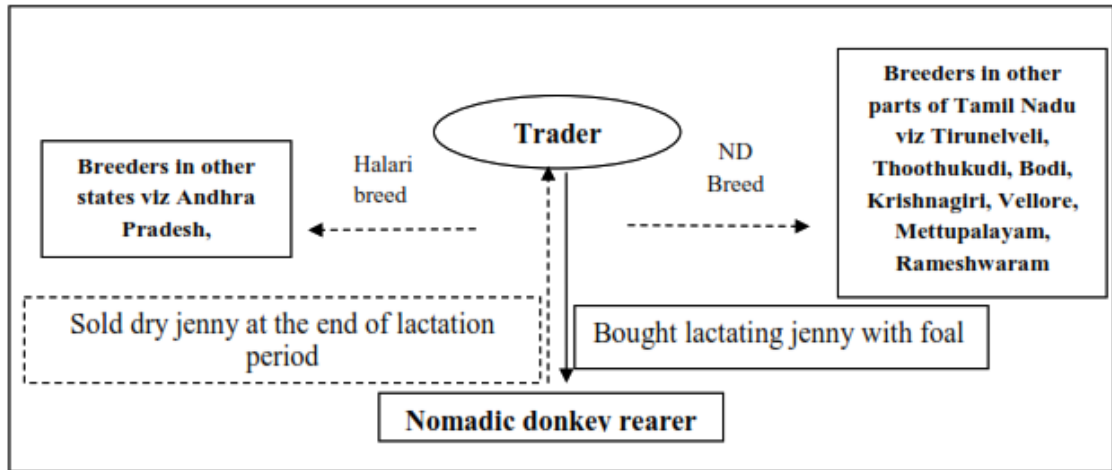 Breeders in other
parts of Tamil Nadu
viz Tirunelveli,
Thoothukudi, Bodi,
Krishnagiri, Vellore,
Mettupalayam,
Rameshwaram
Trader
ND
Breed
Halari
breed
Breeders in other
states viz Andhra
Pradesh,
Sold dry jenny at the end of lactation
period
Bought lactating jenny with foal
Nomadic donkey rearer